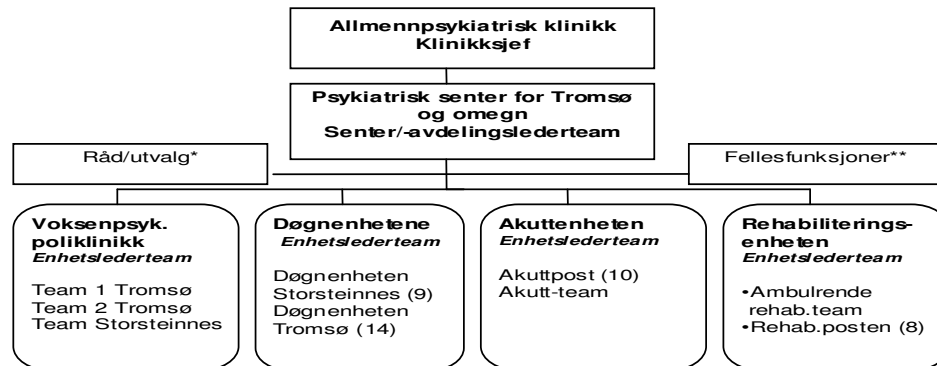 Allmennpsykiatrisk klinikk
Klinikksjef
Psykiatrisk senter for Tromsø
og omegn
Senter/-avdelingslederteam
Råd/utvalg*
Fellesfunksjoner**
Voksenpsyk.
poliklinikk
Enhetslederteam
Team 1 Tromsø
Team 2 Tromsø
Team Storsteinnes
Døgnenhetene
Enhetslederteam
Døgnenheten
Storsteinnes (9)
Døgnenheten
Tromsø (14)
Akuttenheten
Enhetslederteam
Akuttpost (10)
Akutt-team
Rehabiliterings-
enheten
Enhetslederteam
•Ambulrende
rehab.team
•Rehab.posten (8)